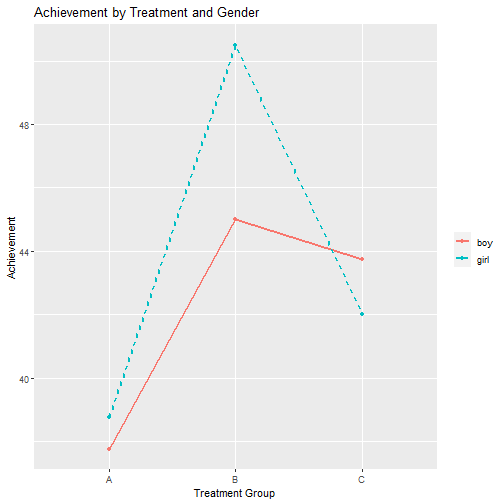 Achievement by Treatment and Gender
48
44
40
Achievement
A B C
Treatment Group
boy
girl